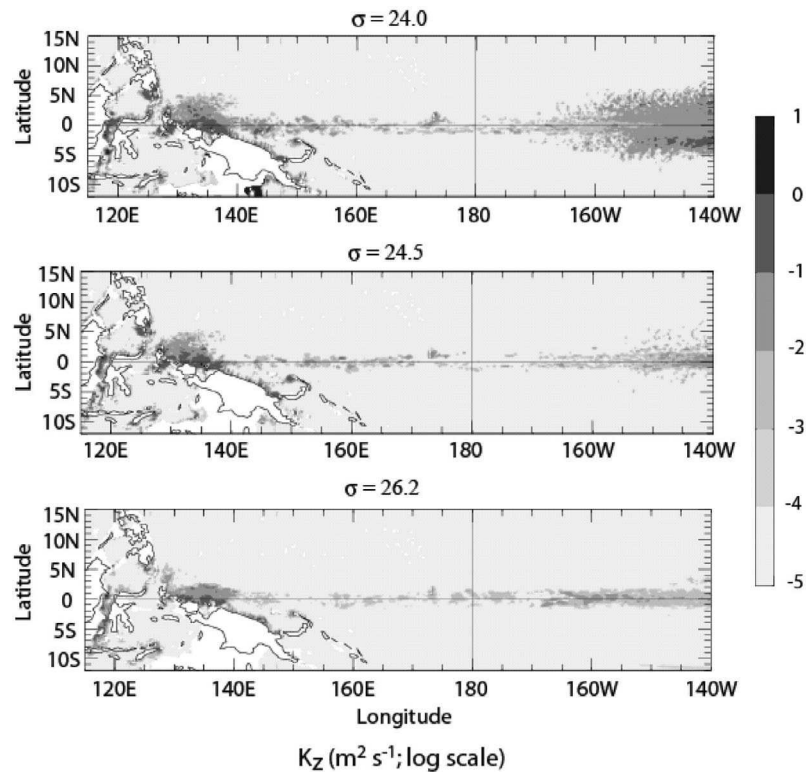 σ = 24.0
15N
10N
5N
0
5S
10S
Latitude
120E 140E 160E 180 160W 140W
σ = 24.5
15N
10N
5N
0
5S
10S
Latitude
120E 140E 160E 180 160W 140W
σ = 26.2
15N
10N
5N
0
5S
10S
Latitude
120E 140E 160E 180 160W 140W
Longitude
1
0
-1
-2
-3
-4
-5
K_Z (m² s⁻¹; log scale)